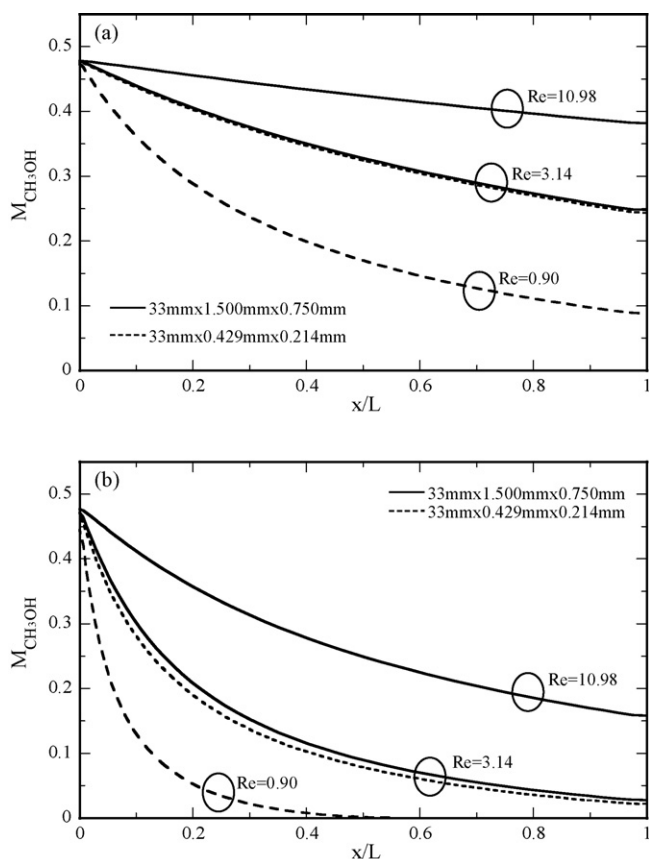 (a)
0.5
0.4
0.3
0.2
0.1
0
M_CH₃OH
Re=10.98
Re=3.14
Re=0.90
33mmx1.500mmx0.750mm
33mmx0.429mmx0.214mm
0 0.2 0.4 0.6 0.8 1
x/L
(b)
0.5
0.4
0.3
0.2
0.1
0
M_CH₃OH
33mmx1.500mmx0.750mm
33mmx0.429mmx0.214mm
Re=10.98
Re=3.14
Re=0.90
0 0.2 0.4 0.6 0.8 1
x/L